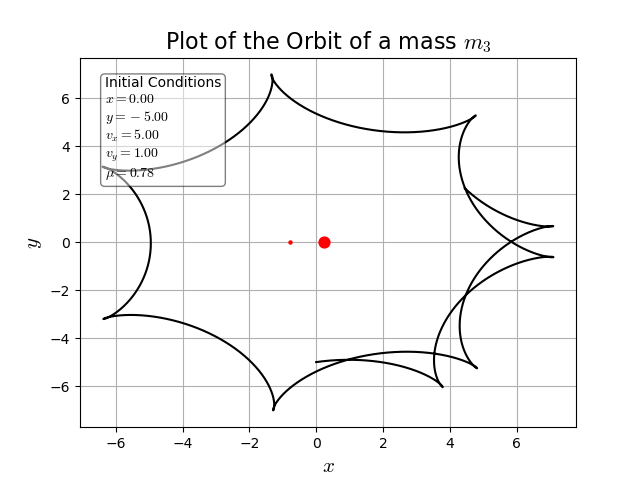 Plot of the Orbit of a mass m₃
Initial Conditions
x = 0.00
y = − 5.00
vₓ = 5.00
v_y = 1.00
μ = 0.78
y
6
4
2
0
−2
−4
−6
−6 −4 −2 0 2 4 6
x